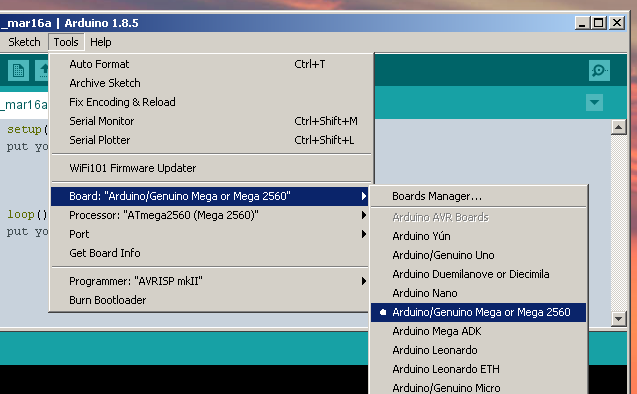 _mar16a | Arduino 1.8.5
Sketch Tools Help
Auto Format Ctrl+T
Archive Sketch
Fix Encoding & Reload
_mar16a
Serial Monitor Ctrl+Shift+M
setup(
Serial Plotter Ctrl+Shift+L
put yo
WiFi101 Firmware Updater
Board: "Arduino/Genuino Mega or Mega 2560"
Boards Manager...
loop()
Processor: "ATmega2560 (Mega 2560)"
Arduino AVR Boards
put yo
Port
Arduino Yún
Get Board Info
Arduino/Genuino Uno
Arduino Duemilanove or Diecimila
Programmer: "AVRISP mkII"
Arduino Nano
Burn Bootloader
Arduino/Genuino Mega or Mega 2560
Arduino Mega ADK
Arduino Leonardo
Arduino Leonardo ETH
Arduino/Genuino Micro